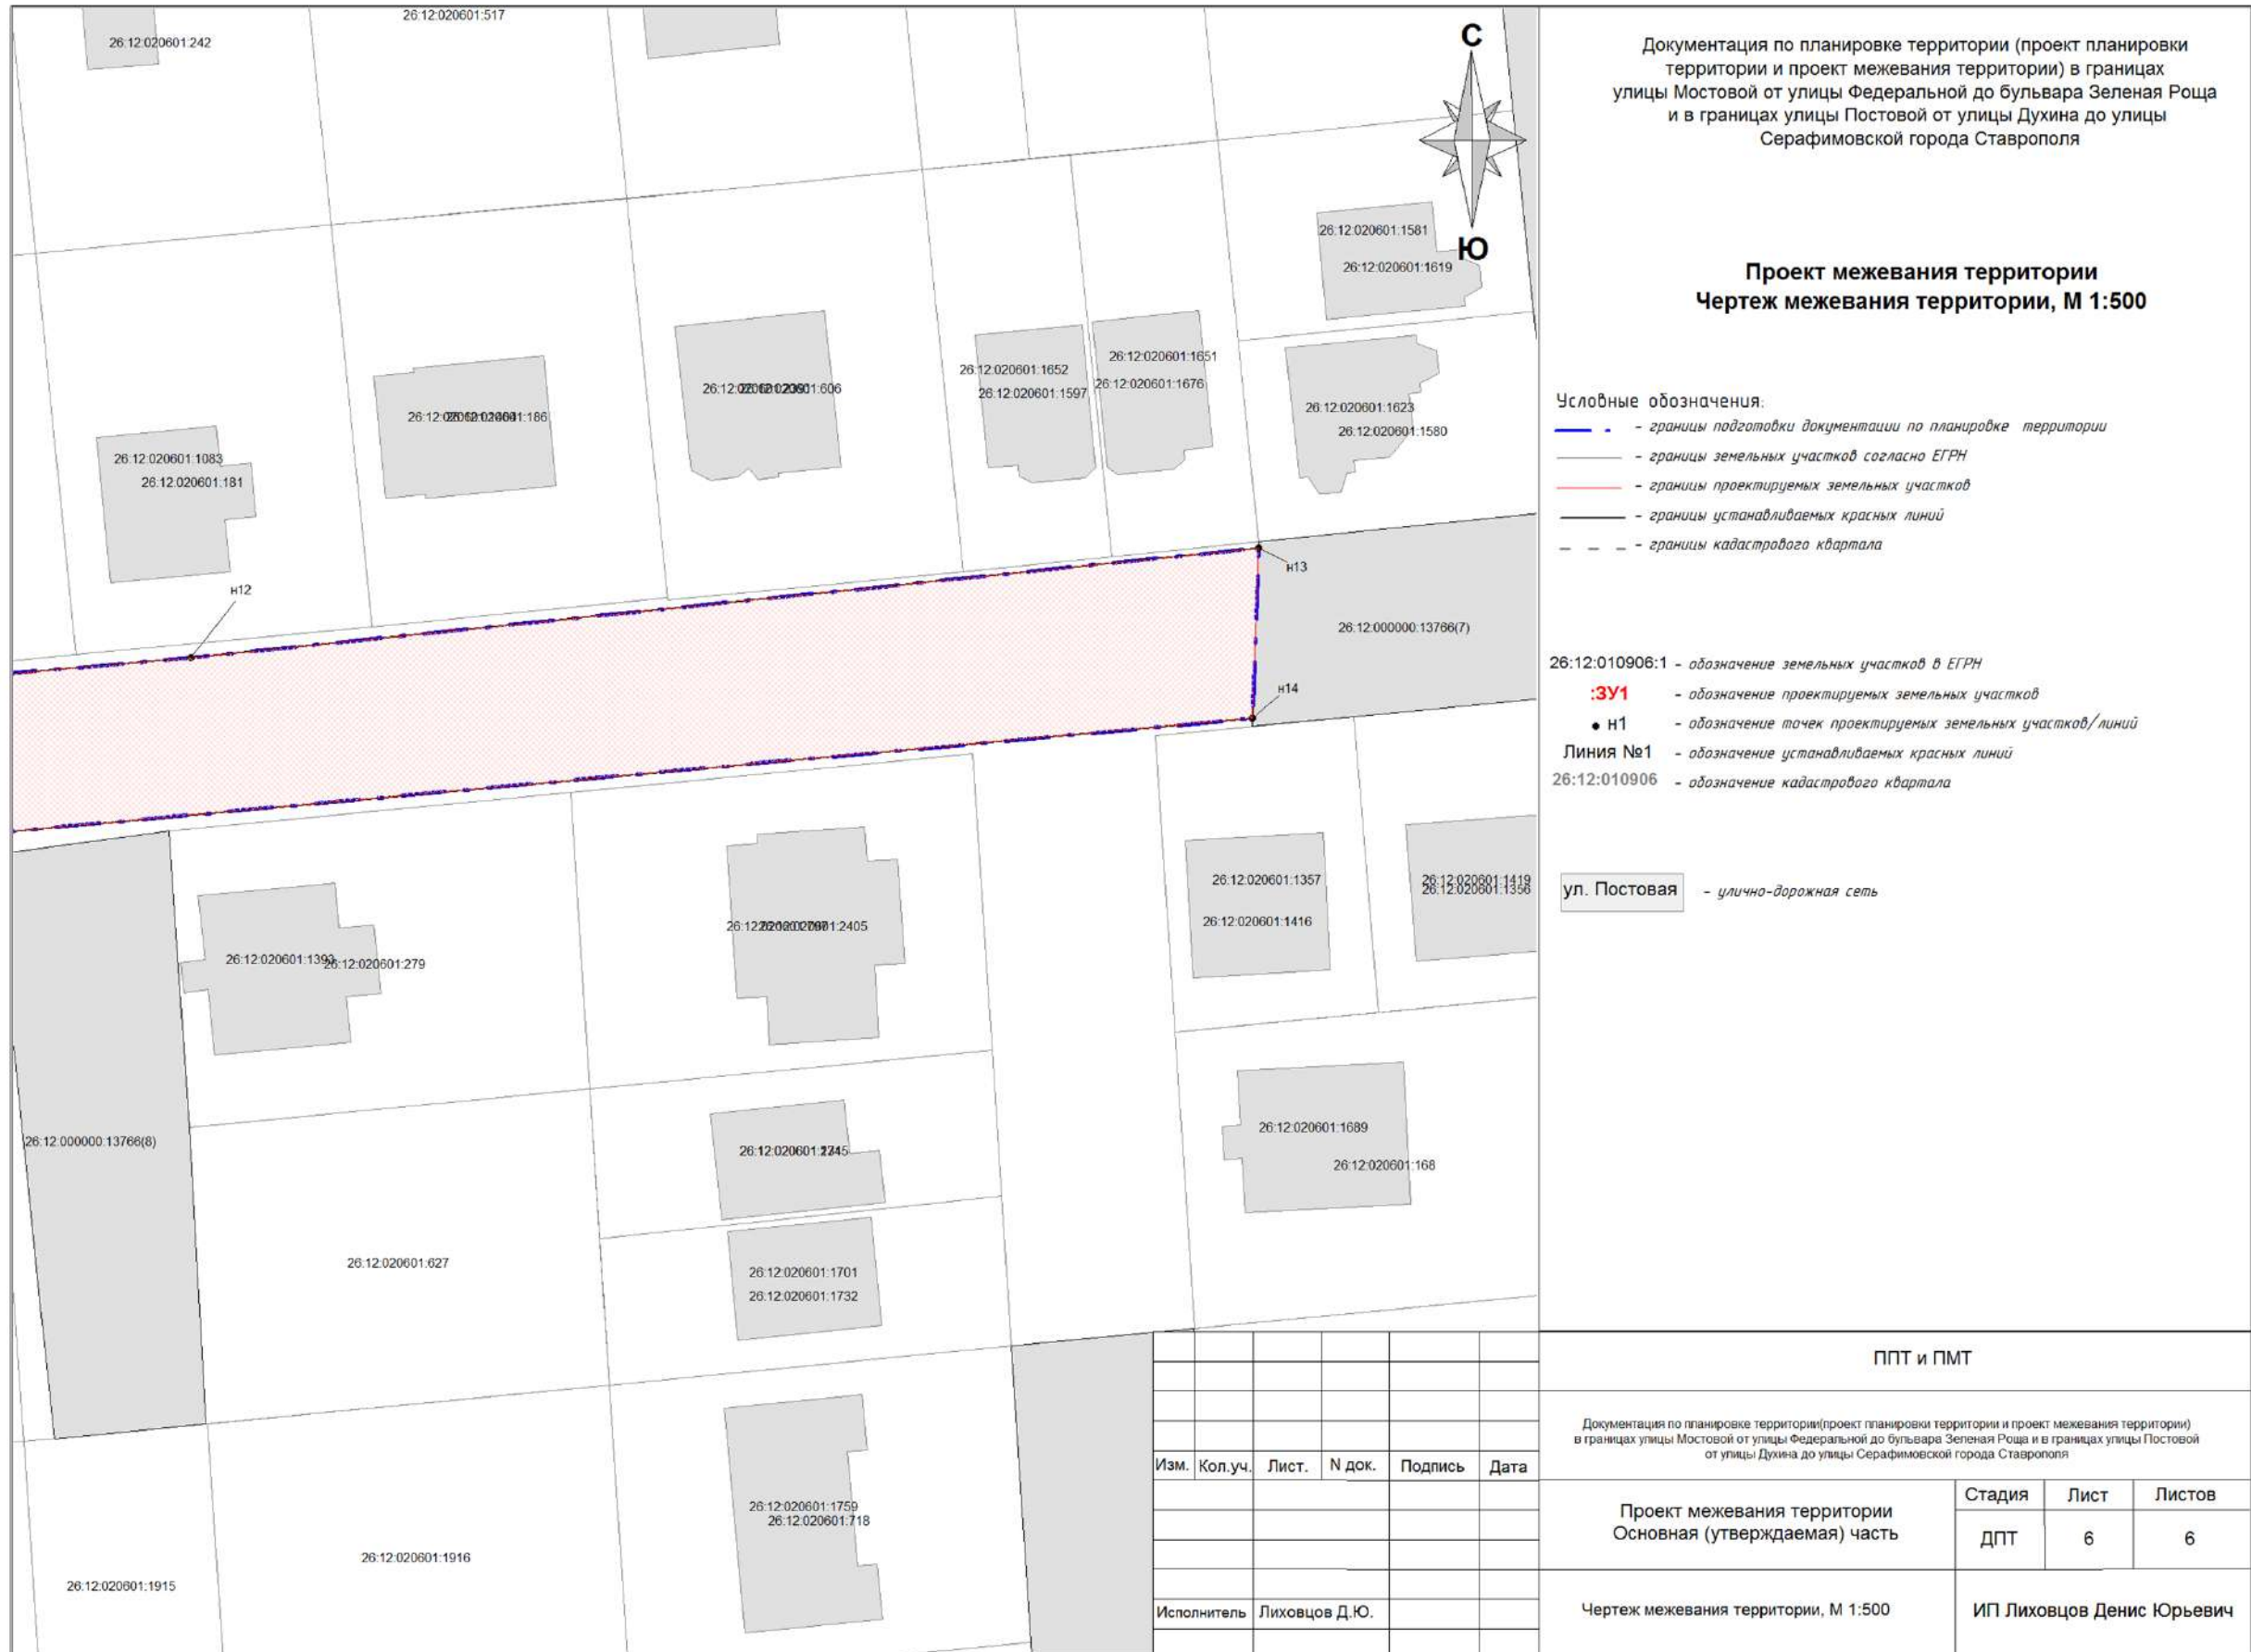 26:12:020601:517
26:12:020601:242
С
Ю
26:12:020601:1581
26:12:020601:1619
26:12:020601:1652
26:12:020601:1597
26:12:020601:1651
26:12:020601:1676
26:12:020601:1623
26:12:020601:1580
26:12:020601:1083
26:12:020601:181
н12
н13
н14
26:12:000000:13766(7)
26:12:020601:1393
26:12:020601:279
26:12:020601:1357
26:12:020601:1416
26:12:020601:1419
26:12:020601:1356
26:12:000000:13766(8)
26:12:020601:1689
26:12:020601:168
26:12:020601:627
26:12:020601:1701
26:12:020601:1732
26:12:020601:1759
26:12:020601:718
26:12:020601:1916
26:12:020601:1915
Документация по планировке территории (проект планировки
территории и проект межевания территории) в границах
улицы Мостовой от улицы Федеральной до бульвара Зеленая Роща
и в границах улицы Постовой от улицы Духина до улицы
Серафимовской города Ставрополя
Проект межевания территории
Чертеж межевания территории, М 1:500
Условные обозначения:
- границы подготовки документации по планировке территории
- границы земельных участков согласно ЕГРН
- границы проектируемых земельных участков
- границы устанавливаемых красных линий
- границы кадастрового квартала
26:12:010906:1 - обозначение земельных участков в ЕГРН
:ЗУ1 - обозначение проектируемых земельных участков
н1 - обозначение точек проектируемых земельных участков/линий
Линия №1 - обозначение устанавливаемых красных линий
26:12:010906 - обозначение кадастрового квартала
ул. Постовая - улично-дорожная сеть
ППТ и ПМТ
Документация по планировке территории(проект планировки территории и проект межевания территории)
в границах улицы Мостовой от улицы Федеральной до бульвара Зеленая Роща и в границах улицы Постовой
от улицы Духина до улицы Серафимовской города Ставрополя
Изм. Кол.уч. Лист. N док. Подпись Дата
Проект межевания территории
Основная (утверждаемая) часть
Стадия Лист Листов
ДПТ 6 6
Исполнитель Лиховцов Д.Ю.
Чертеж межевания территории, М 1:500
ИП Лиховцов Денис Юрьевич